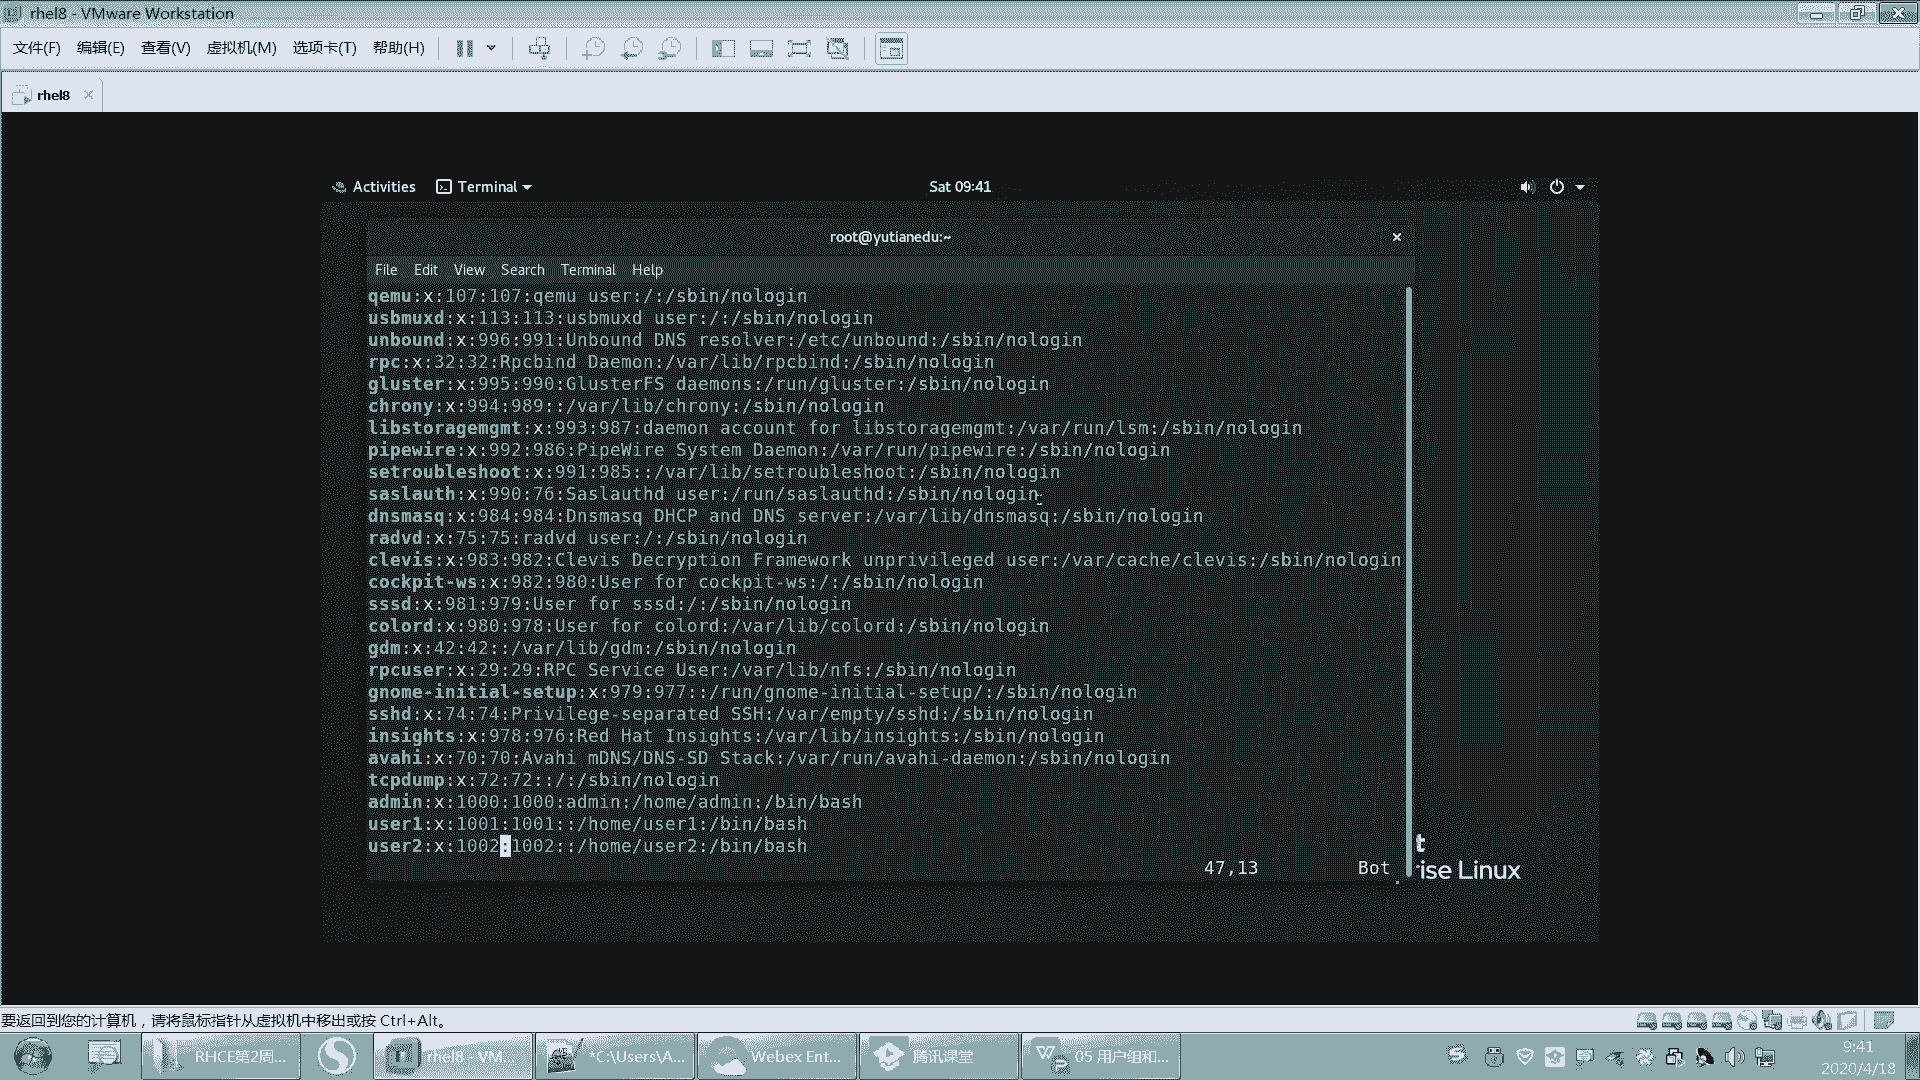 rhel8 - VMware Workstation
文件(F) 编辑(E) 查看(V) 虚拟机(M) 选项卡(T) 帮助(H)
rhel8
Activities Terminal Sat 09:41
root@yutianedu:~
File Edit View Search Terminal Help
qemu:x:107:107:qemu user:/:/sbin/nologin
usbmuxd:x:113:113:usbmuxd user:/:/sbin/nologin
unbound:x:996:991:Unbound DNS resolver:/etc/unbound:/sbin/nologin
rpc:x:32:32:Rpcbind Daemon:/var/lib/rpcbind:/sbin/nologin
gluster:x:995:990:GlusterFS daemons:/run/gluster:/sbin/nologin
chrony:x:994:989::/var/lib/chrony:/sbin/nologin
libstoragemgmt:x:993:987:daemon account for libstoragemgmt:/var/run/lsm:/sbin/nologin
pipewire:x:992:986:PipeWire System Daemon:/var/run/pipewire:/sbin/nologin
setroubleshoot:x:991:985::/var/lib/setroubleshoot:/sbin/nologin
saslauth:x:990:76:Saslauthd user:/run/saslauthd:/sbin/nologin
dnsmasq:x:984:984:Dnsmasq DHCP and DNS server:/var/lib/dnsmasq:/sbin/nologin
radvd:x:75:75:radvd user:/:/sbin/nologin
clevis:x:983:982:Clevis Decryption Framework unprivileged user:/var/cache/clevis:/sbin/nologin
cockpit-ws:x:982:980:User for cockpit-ws:/:/sbin/nologin
sssd:x:981:979:User for sssd:/:/sbin/nologin
colord:x:980:978:User for colord:/var/lib/colord:/sbin/nologin
gdm:x:42:42::/var/lib/gdm:/sbin/nologin
rpcuser:x:29:29:RPC Service User:/var/lib/nfs:/sbin/nologin
gnome-initial-setup:x:979:977::/run/gnome-initial-setup/:/sbin/nologin
sshd:x:74:74:Privilege-separated SSH:/var/empty/sshd:/sbin/nologin
insights:x:978:976:Red Hat Insights:/var/lib/insights:/sbin/nologin
avahi:x:70:70:Avahi mDNS/DNS-SD Stack:/var/run/avahi-daemon:/sbin/nologin
tcpdump:x:72:72::/:/sbin/nologin
admin:x:1000:1000:admin:/home/admin:/bin/bash
user1:x:1001:1001::/home/user1:/bin/bash
user2:x:1002:1002::/home/user2:/bin/bash
47,13 Bot
t
rise Linux
要返回到您的计算机，请将鼠标指针从虚拟机中移出或按 Ctrl+Alt。
RHCE第2周... rhel8 - VM... *C:\Users\A... Webex Ent... 腾讯课堂 05 用户组和...
9:41
2020/4/18